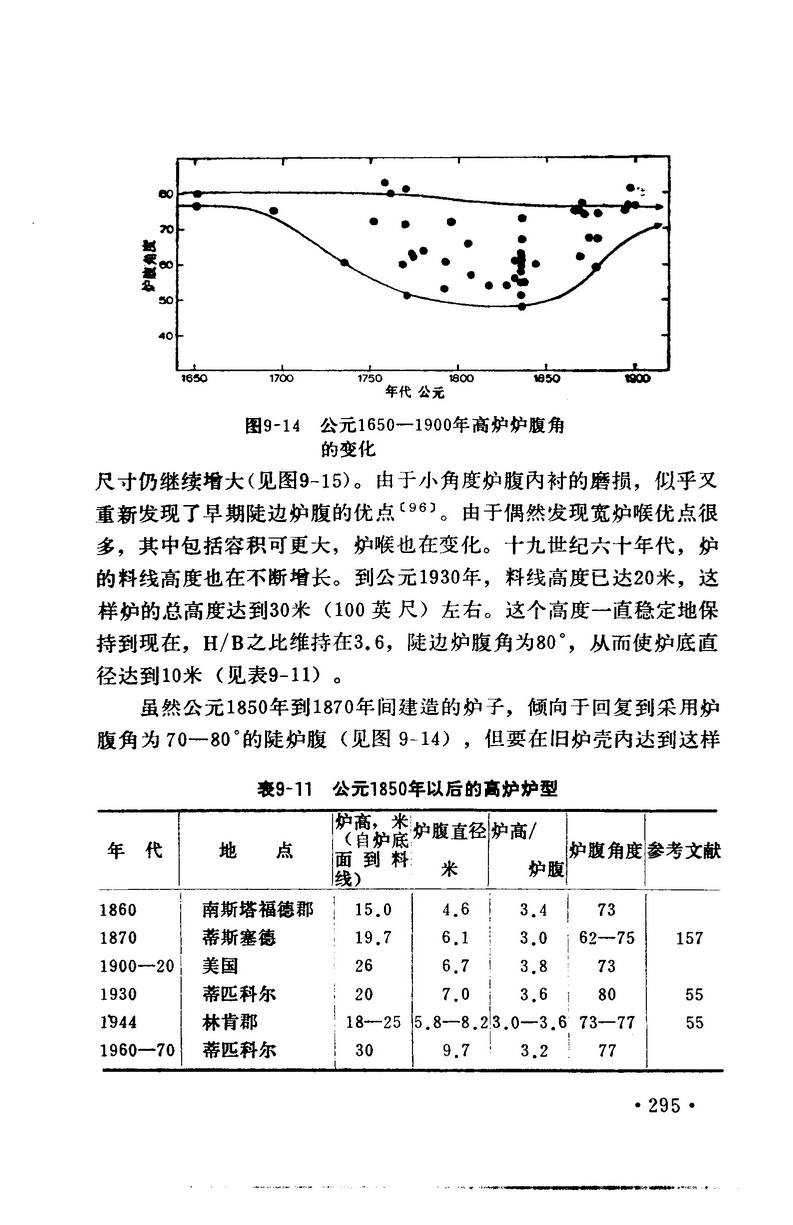 80
70
60
50
40
炉腹角度
1650 1700 1750 1800 1850 1900
年代 公元
图9-14 公元1650—1900年高炉炉腹角
的变化
尺寸仍继续增大(见图9-15)。由于小角度炉腹内衬的磨损，似乎又
重新发现了早期陡边炉腹的优点〔96〕。由于偶然发现宽炉喉优点很
多，其中包括容积可更大，炉喉也在变化。十九世纪六十年代，炉
的料线高度也在不断增长。到公元1930年，料线高度已达20米，这
样炉的总高度达到30米（100 英 尺）左右。这个高度一直稳定地保
持到现在，H/B之比维持在3.6，陡边炉腹角为80°，从而使炉底直
径达到10米（见表9-11）。
虽然公元1850年到1870年间建造的炉子，倾向于回复到采用炉
腹角为 70—80°的陡炉腹（见图 9-14），但要在旧炉壳内达到这样
表9-11 公元1850年以后的高炉炉型
年 代 地 点 炉高，米（自炉底面 到 料线） 炉腹直径 米 炉高/炉腹 炉腹角度 参考文献
1860 南斯塔福德郡 15.0 4.6 3.4 73
1870 蒂斯塞德 19.7 6.1 3.0 62—75 157
1900—20 美国 26 6.7 3.8 73
1930 蒂匹科尔 20 7.0 3.6 80 55
1944 林肯郡 18—25 5.8—8.2 3.0—3.6 73—77 55
1960—70 蒂匹科尔 30 9.7 3.2 77
·295·